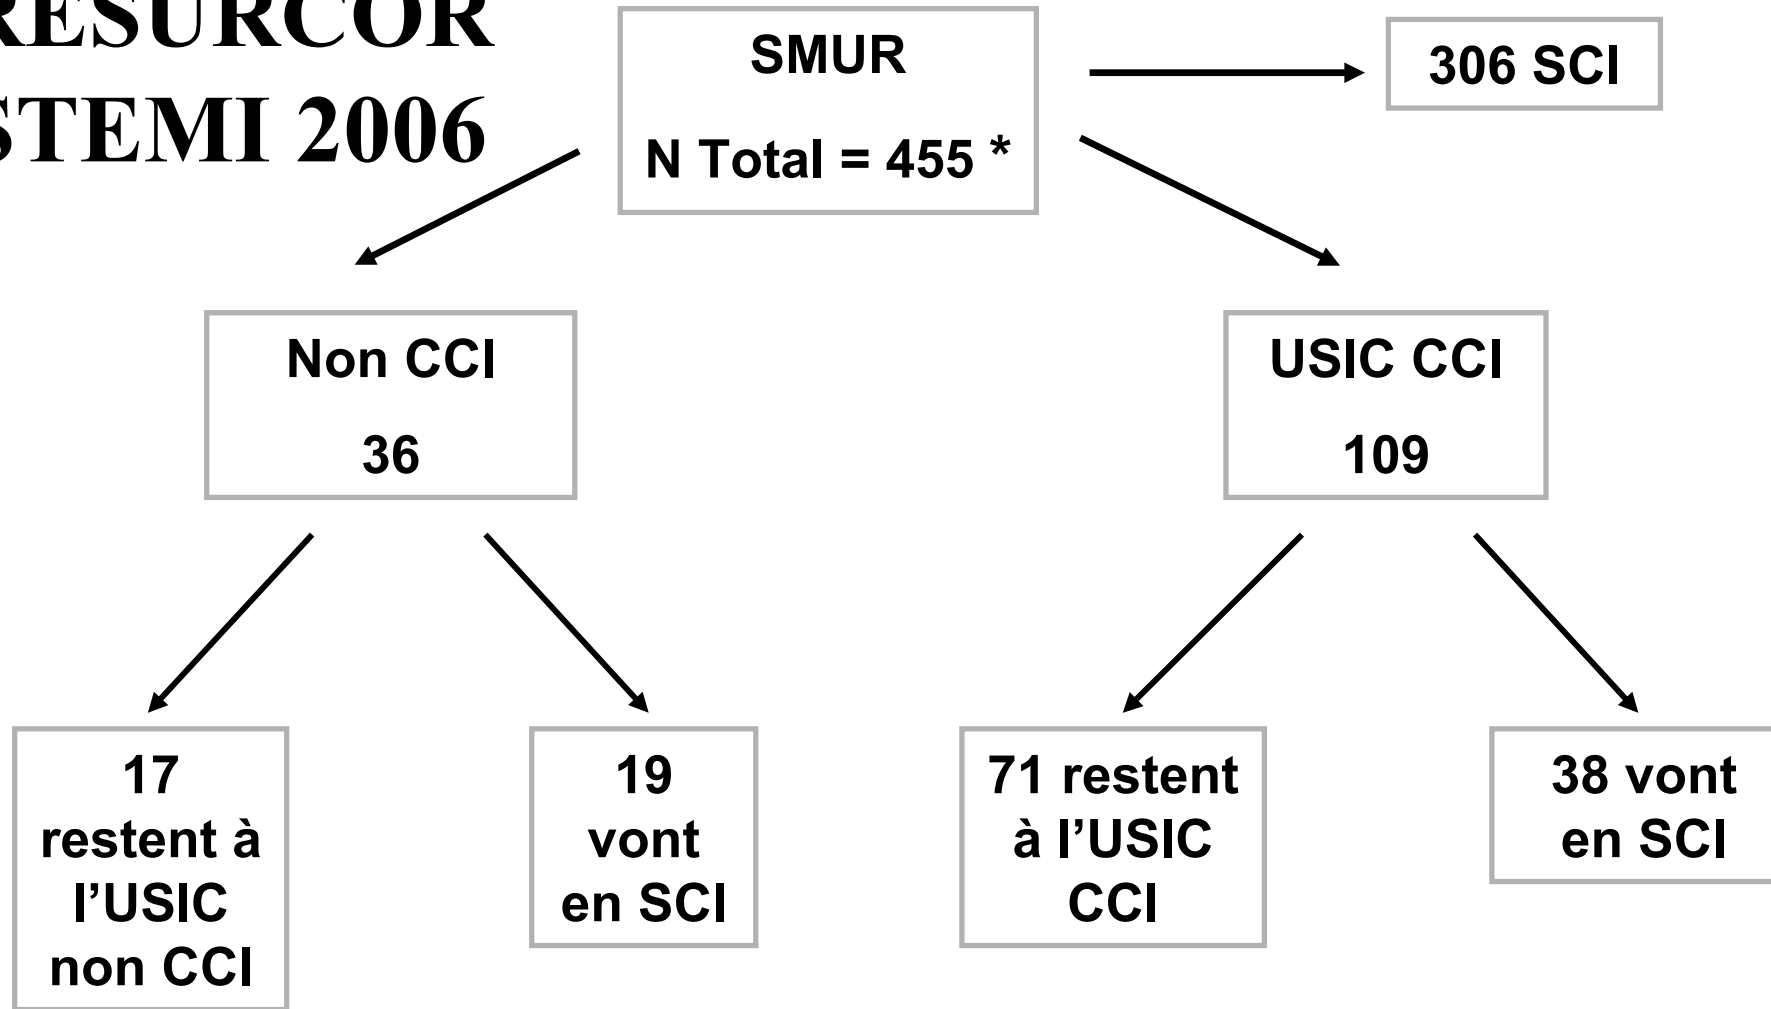 RESURCOR
STEMI 2006
SMUR
N Total = 455 *
306 SCI
Non CCI
36
USIC CCI
109
17
restent à
l’USIC
non CCI
19
vont
en SCI
71 restent
à l’USIC
CCI
38 vont
en SCI